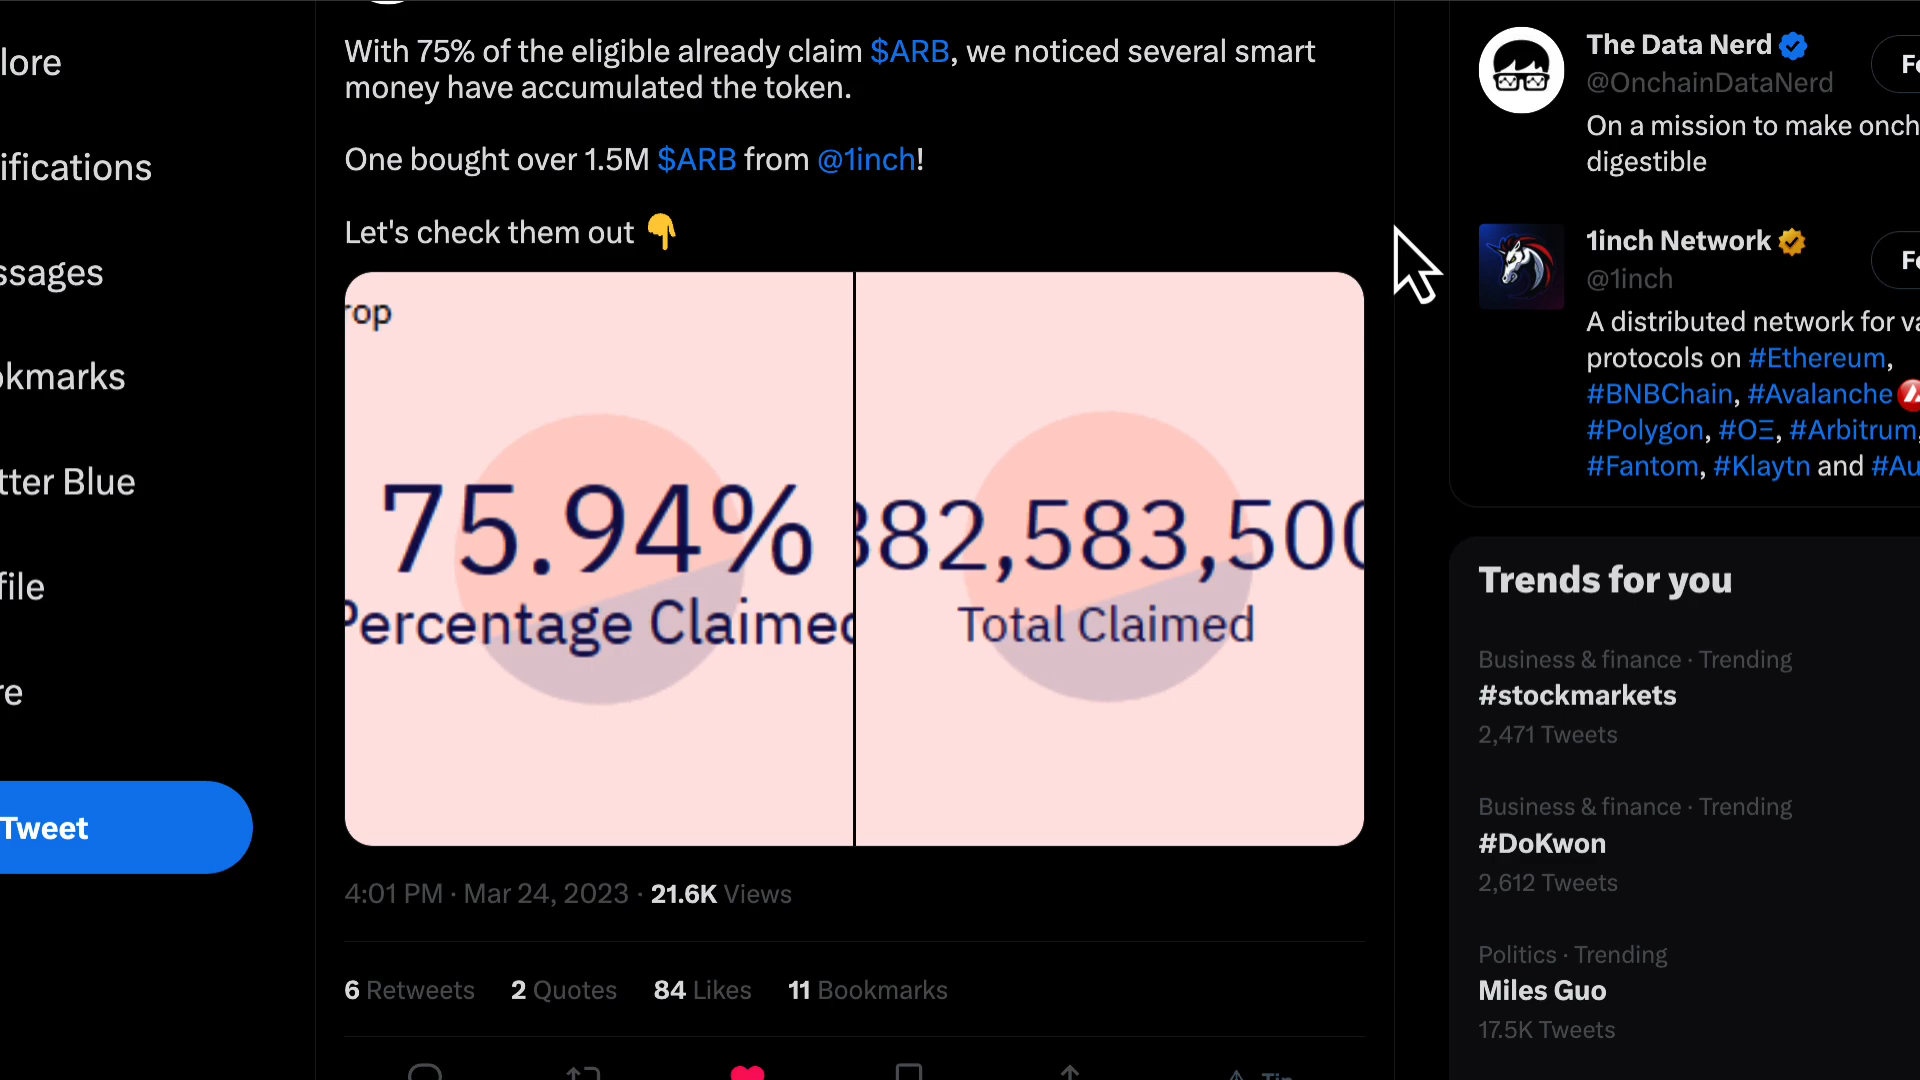 lore
ifications
ssages
okmarks
tter Blue
file
re
Tweet
With 75% of the eligible already claim $ARB, we noticed several smart
money have accumulated the token.
One bought over 1.5M $ARB from @1inch!
Let's check them out 👇
rop
75.94%
Percentage Claimed
382,583,500
Total Claimed
4:01 PM · Mar 24, 2023 · 21.6K Views
6 Retweets 2 Quotes 84 Likes 11 Bookmarks
Tip
The Data Nerd
@OnchainDataNerd
Fo
On a mission to make onch
digestible
1inch Network
@1inch
Fo
A distributed network for va
protocols on #Ethereum,
#BNBChain, #Avalanche
#Polygon, #OΞ, #Arbitrum,
#Fantom, #Klaytn and #Au
Trends for you
Business & finance · Trending
#stockmarkets
2,471 Tweets
Business & finance · Trending
#DoKwon
2,612 Tweets
Politics · Trending
Miles Guo
17.5K Tweets